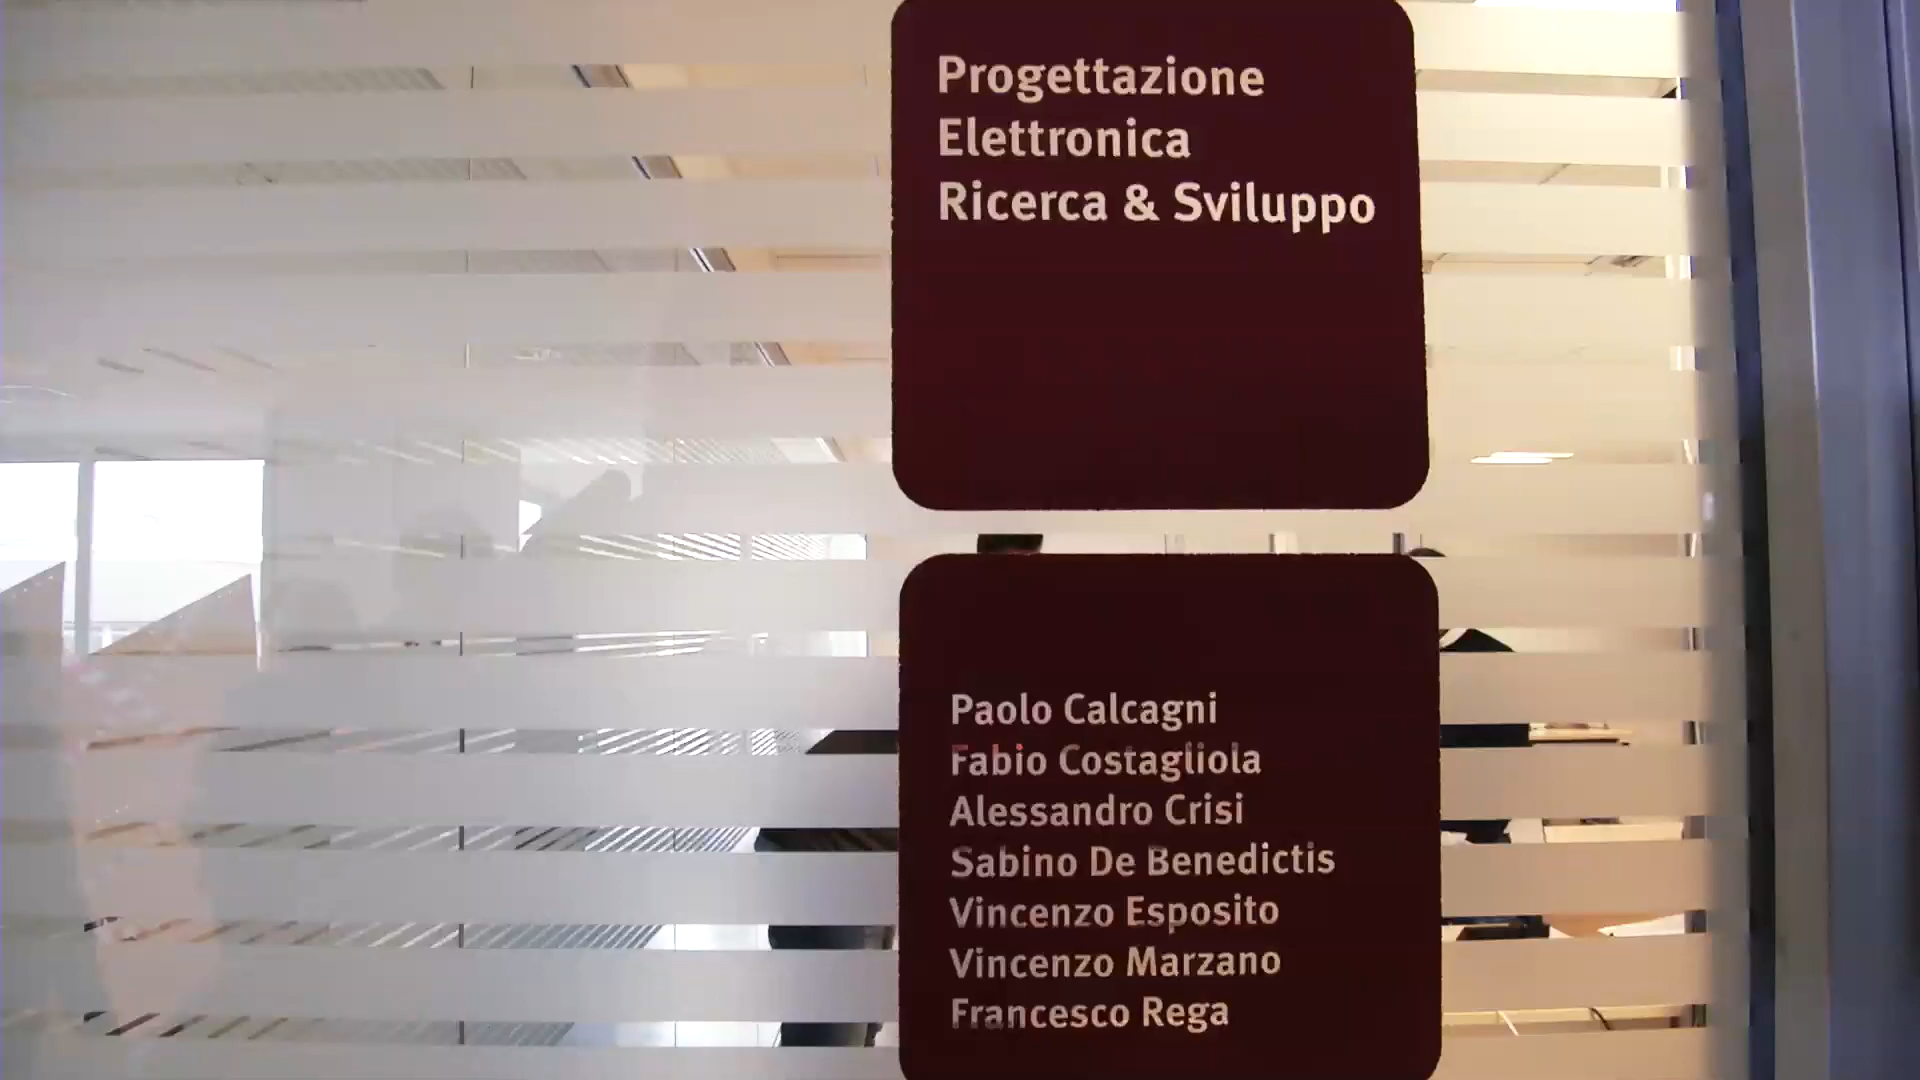 Progettazione
Elettronica
Ricerca & Sviluppo
Paolo Calcagni
Fabio Costagliola
Alessandro Crisi
Sabino De Benedictis
Vincenzo Esposito
Vincenzo Marzano
Francesco Rega